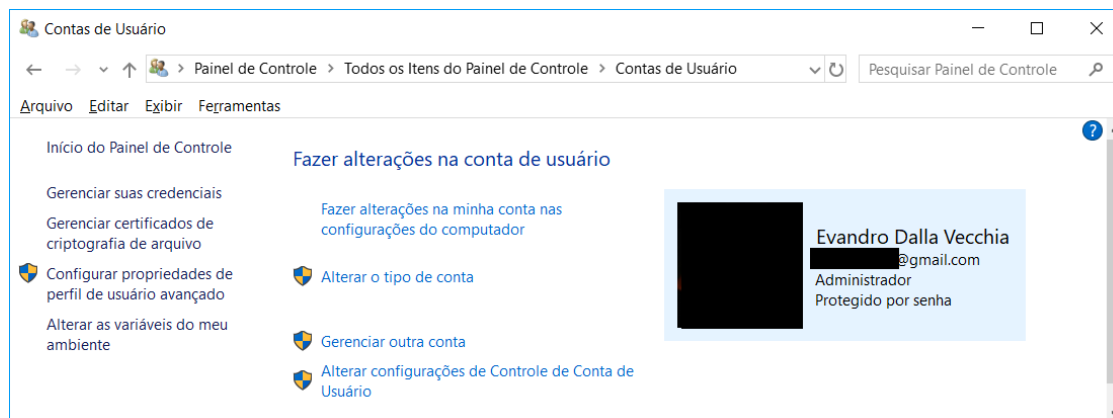 Contas de Usuário
Painel de Controle > Todos os Itens do Painel de Controle > Contas de Usuário
Pesquisar Painel de Controle
Arquivo Editar Exibir Ferramentas
Início do Painel de Controle
Gerenciar suas credenciais
Gerenciar certificados de
criptografia de arquivo
Configurar propriedades de
perfil de usuário avançado
Alterar as variáveis do meu
ambiente
Fazer alterações na conta de usuário
Fazer alterações na minha conta nas
configurações do computador
Alterar o tipo de conta
Gerenciar outra conta
Alterar configurações de Controle de Conta de
Usuário
Evandro Dalla Vecchia
@gmail.com
Administrador
Protegido por senha
?